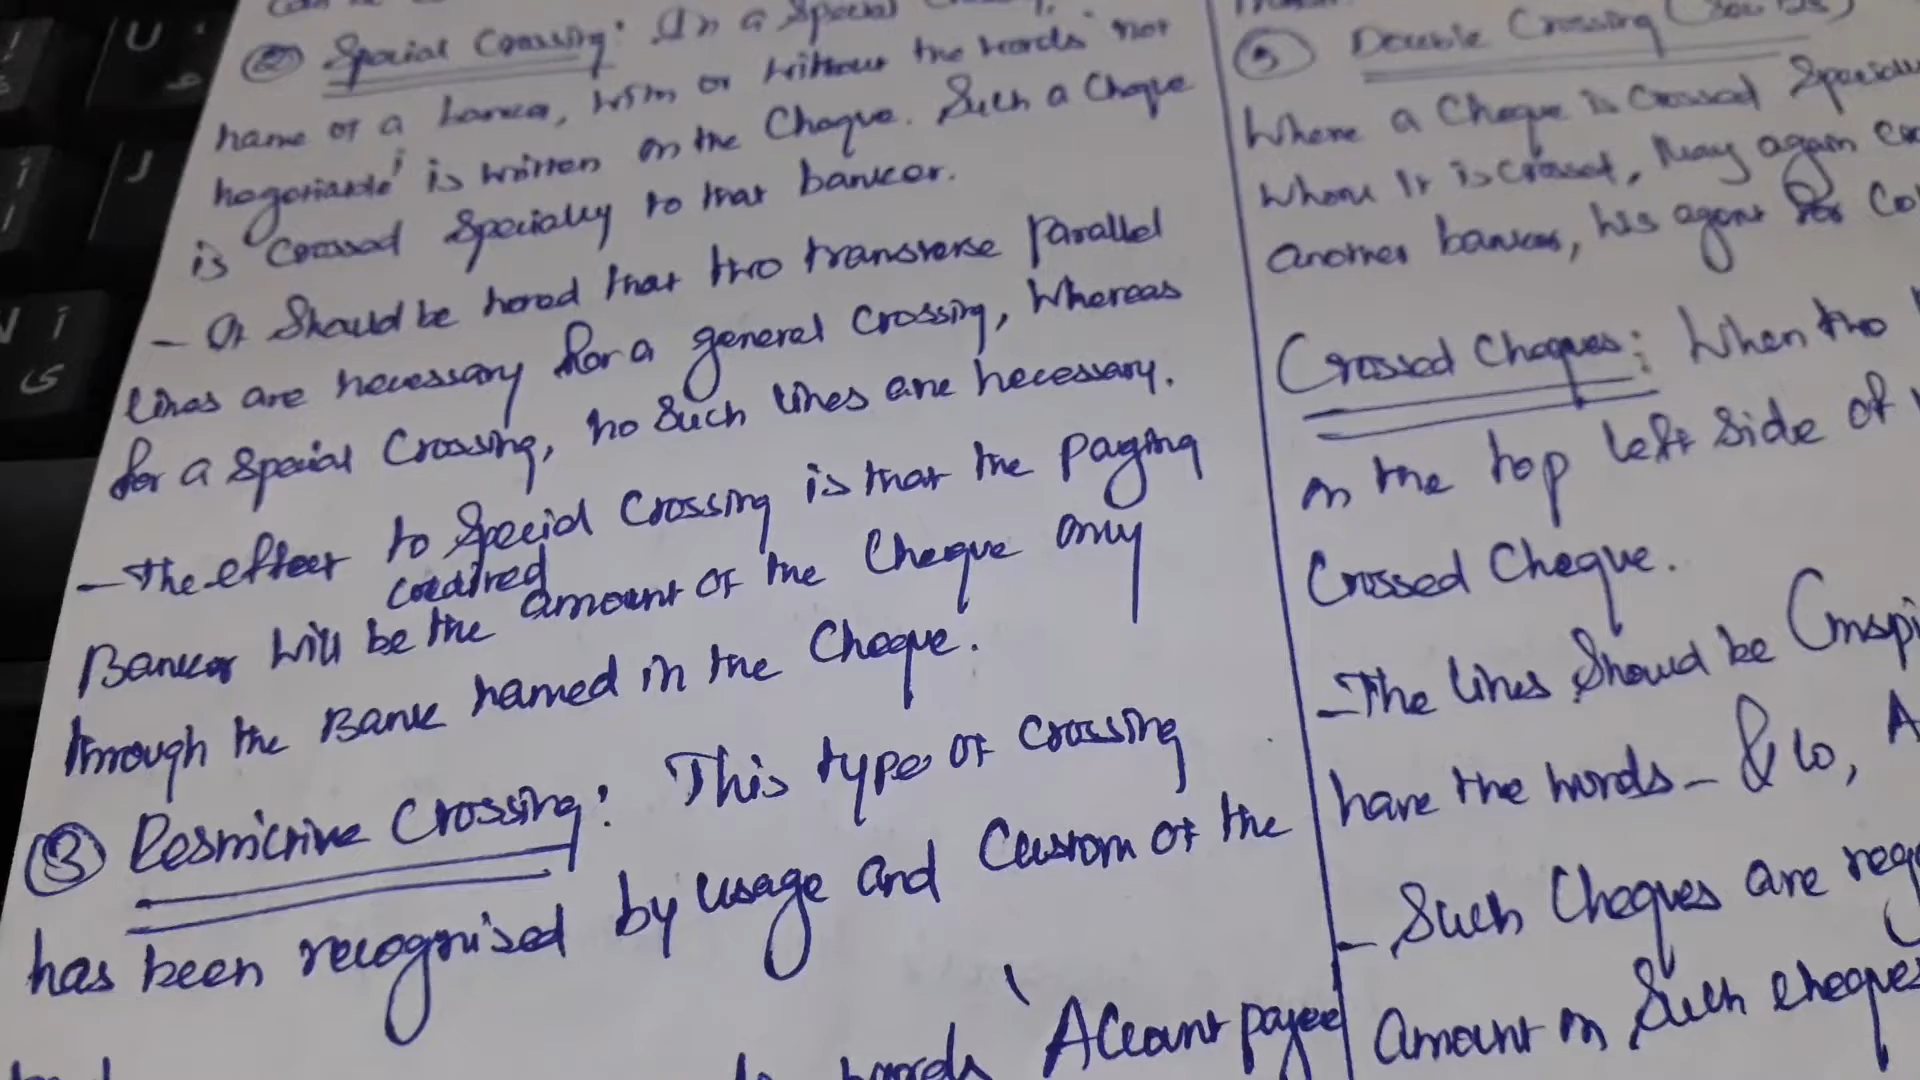 ② Special Crossing: In a Special
name of a banker, with or without the words 'not
negotiable' is written on the Cheque. Such a Cheque
is Crossed Specially to that banker.
- It Should be noted that two transverse parallel
lines are necessary for a general Crossing, Whereas
for a Special Crossing, no Such lines are necessary.
- The effect to Special Crossing is that the paying
Banker will be the credited amount of the Cheque only
through the Bank named in the Cheque.
③ Restrictive Crossing: This type of Crossing
has been recognised by usage and Custom of the
words 'Account payee
⑤ Double Crossing
Where a Cheque is Crossed Specially
whom it is crossed, may again
another banker, his agent for
Crossed Cheques: When two
on the top left Side of
Crossed Cheque.
- The lines Should be
have the words - & Co, A
- Such Cheques are
Amount on Such cheques
U
J